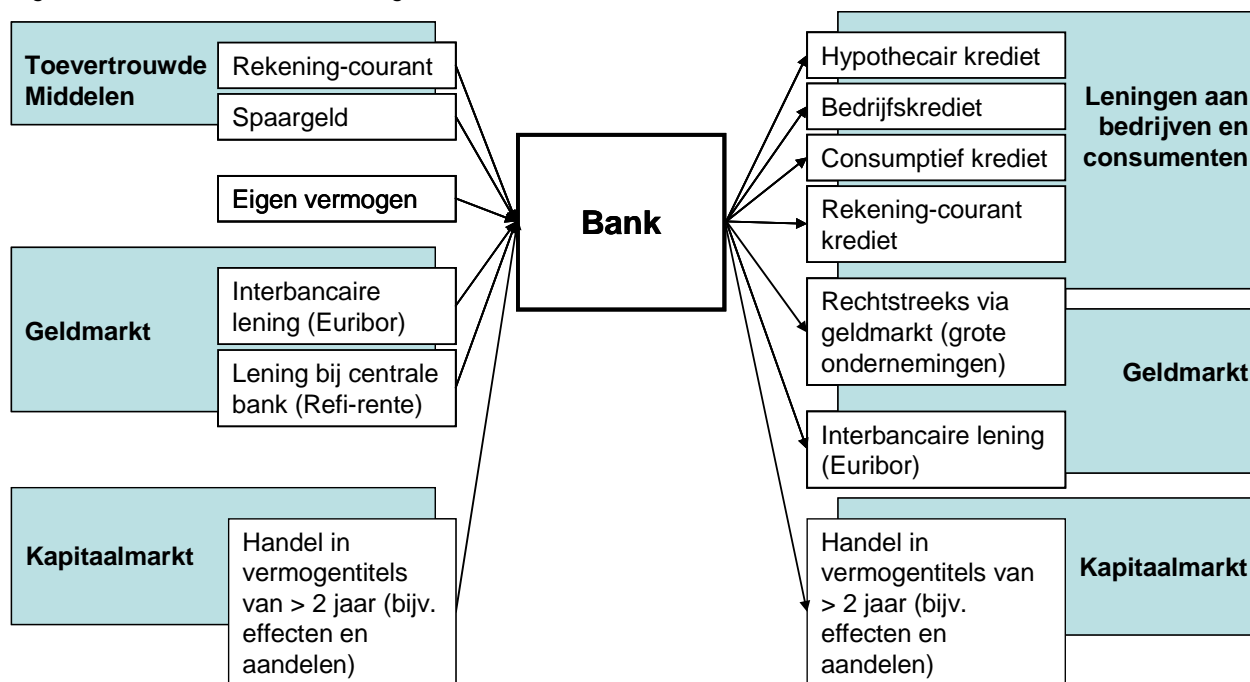 Toevertrouwde
Middelen
Rekening-courant
Spaargeld
Eigen vermogen
Geldmarkt
Interbancaire
lening (Euribor)
Lening bij centrale
bank (Refi-rente)
Kapitaalmarkt
Handel in
vermogentitels
van > 2 jaar (bijv.
effecten en
aandelen)
Bank
Hypothecair krediet
Bedrijfskrediet
Consumptief krediet
Rekening-courant
krediet
Leningen aan
bedrijven en
consumenten
Rechtstreeks via
geldmarkt (grote
ondernemingen)
Interbancaire lening
(Euribor)
Geldmarkt
Handel in
vermogentitels van
> 2 jaar (bijv.
effecten en
aandelen)
Kapitaalmarkt